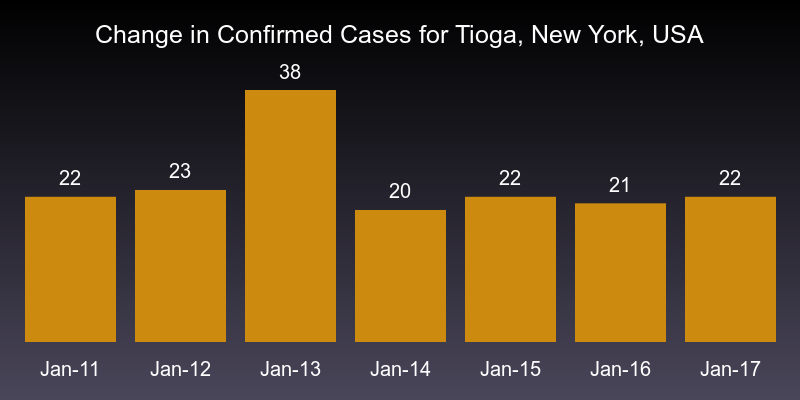 Change in Confirmed Cases for Tioga, New York, USA
22 23 38 20 22 21 22
Jan-11 Jan-12 Jan-13 Jan-14 Jan-15 Jan-16 Jan-17